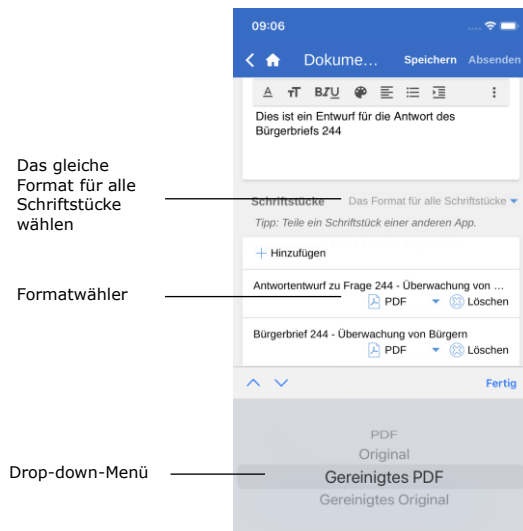 09:06
Dokume...
Speichern
Absenden
A
TT
BIU
Dies ist ein Entwurf für die Antwort des
Bürgerbriefs 244
Das gleiche
Format für alle
Schriftstücke
wählen
Schriftstücke
Das Format für alle Schriftstücke
Tipp: Teile ein Schriftstück einer anderen App.
Hinzufügen
Formatwähler
Antwortentwurf zu Frage 244 - Überwachung von ...
PDF
Löschen
Bürgerbrief 244 - Überwachung von Bürgern
PDF
Löschen
Fertig
Drop-down-Menü
PDF
Original
Gereinigtes PDF
Gereinigtes Original